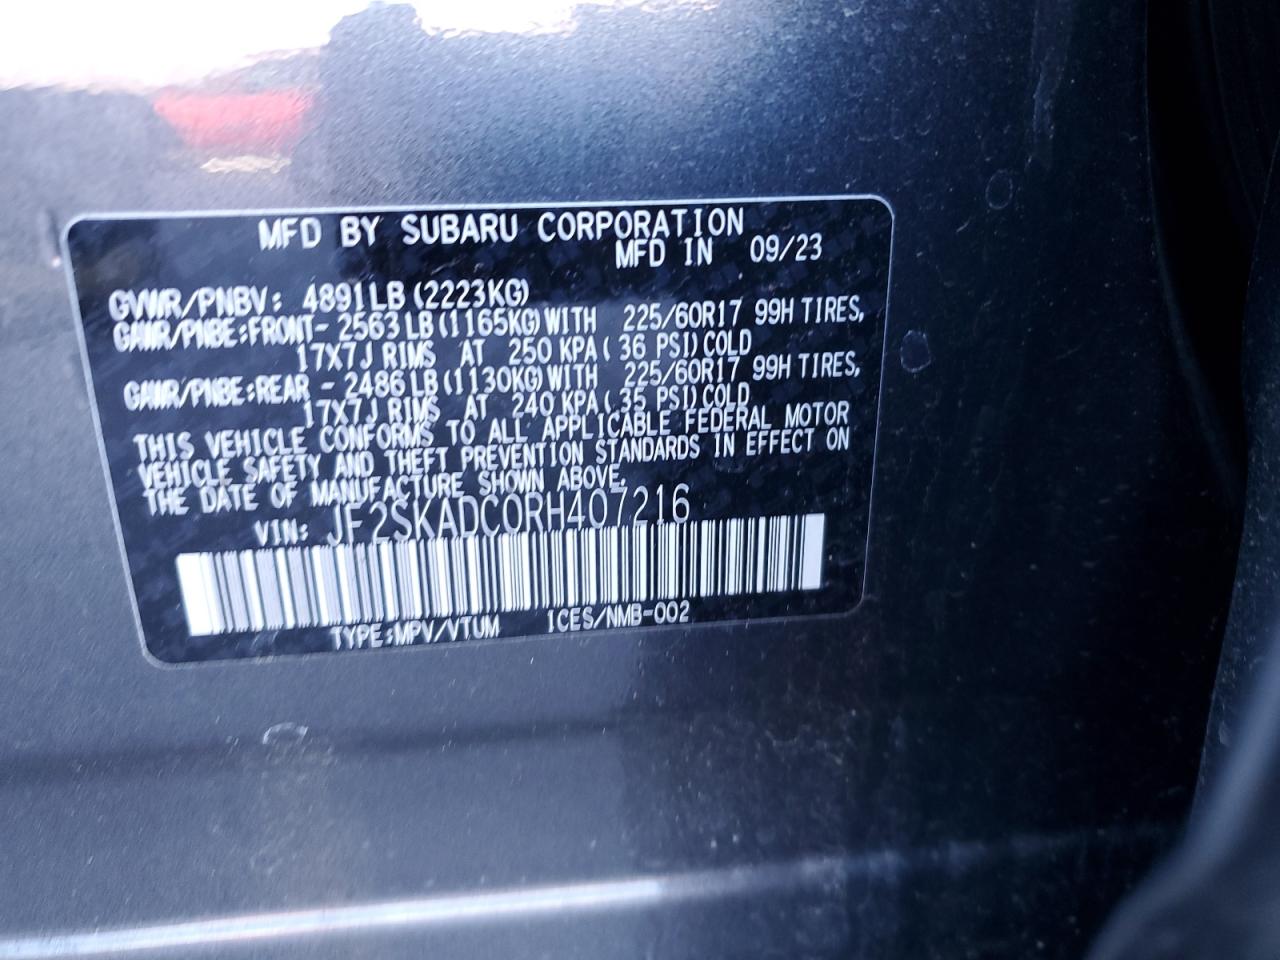 MFD BY SUBARU CORPORATION
MFD IN 09/23
GVWR/PNBV: 4891LB (2223KG)
GAWR/PNBE:FRONT- 2563LB (1165KG) WITH 225/60R17 99H TIRES,
17X7J RIMS AT 250 KPA ( 36 PSI) COLD
GAWR/PNBE:REAR - 2486LB (1130KG) WITH 225/60R17 99H TIRES,
17X7J RIMS AT 240 KPA ( 35 PSI) COLD
THIS VEHICLE CONFORMS TO ALL APPLICABLE FEDERAL MOTOR
VEHICLE SAFETY AND THEFT PREVENTION STANDARDS IN EFFECT ON
THE DATE OF MANUFACTURE SHOWN ABOVE.
VIN: JF2SKADC0RH407216
TYPE:MPV/VTUM ICES/NMB-002